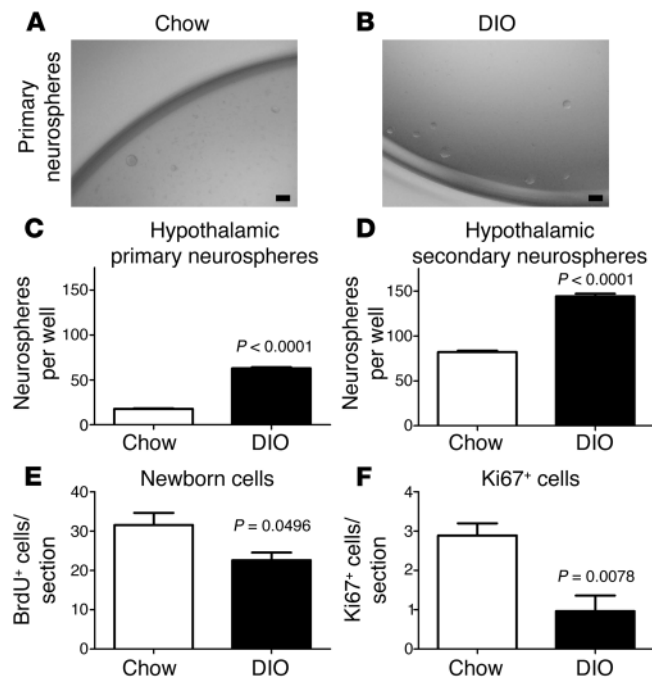 A Chow
B DIO
Primary
neurospheres
C Hypothalamic
primary neurospheres
Neurospheres
per well
150
100
50
0
P < 0.0001
Chow DIO
D Hypothalamic
secondary neurospheres
Neurospheres
per well
150
100
50
0
P < 0.0001
Chow DIO
E Newborn cells
BrdU⁺ cells/
section
40
30
20
10
0
P = 0.0496
Chow DIO
F Ki67⁺ cells
Ki67⁺ cells/
section
4
3
2
1
0
P = 0.0078
Chow DIO